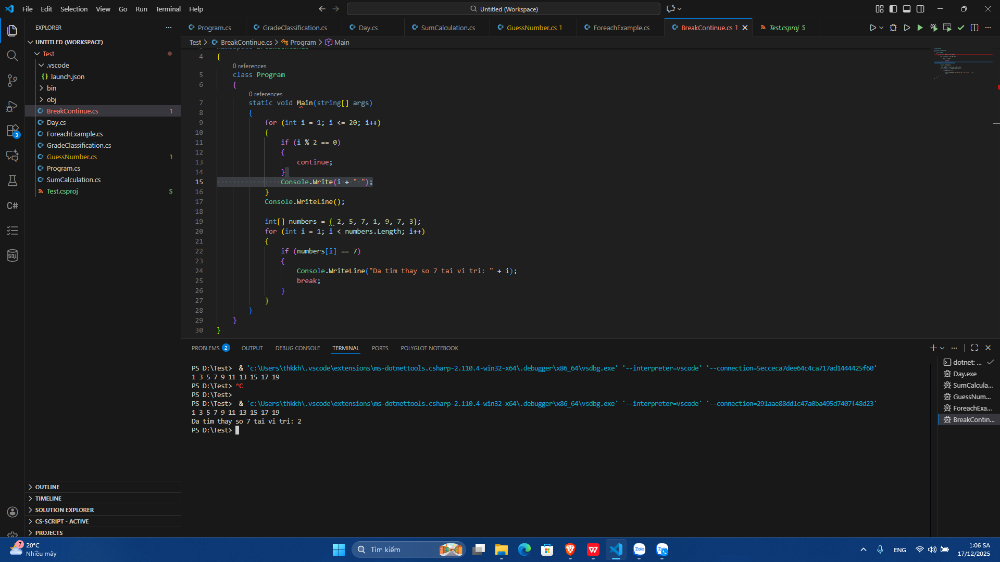 File Edit Selection View Go Run Terminal Help
Untitled (Workspace)
EXPLORER
UNTITLED (WORKSPACE)
Test
.vscode
{} launch.json
bin
obj
C# BreakContinue.cs 1
C# Day.cs
C# ForeachExample.cs
C# GradeClassification.cs
C# GuessNumber.cs 1
C# Program.cs
C# SumCalculation.cs
Test.csproj S
C#
SQL
3
OUTLINE
TIMELINE
SOLUTION EXPLORER
CS-SCRIPT - ACTIVE
PROJECTS
C# Program.cs C# GradeClassification.cs C# Day.cs C# SumCalculation.cs C# GuessNumber.cs 1 C# ForeachExample.cs C# BreakContinue.cs 1 Test.csproj S
Test > C# BreakContinue.cs > Program > Main
3 namespace BreakContinue
4 {
0 references
5 class Program
6 {
0 references
7 static void Main(string[] args)
8 {
9 for (int i = 1; i <= 20; i++)
10 {
11 if (i % 2 == 0)
12 {
13 continue;
14 }
15 Console.Write(i + " ");
16 }
17 Console.WriteLine();
18
19 int[] numbers = { 2, 5, 7, 1, 9, 7, 3};
20 for (int i = 1; i < numbers.Length; i++)
21 {
22 if (numbers[i] == 7)
23 {
24 Console.WriteLine("Da tim thay so 7 tai vi tri: " + i);
25 break;
26 }
27 }
28 }
29 }
30 }
PROBLEMS 2 OUTPUT DEBUG CONSOLE TERMINAL PORTS POLYGLOT NOTEBOOK
PS D:\Test> & 'c:\Users\thkkh\.vscode\extensions\ms-dotnettools.csharp-2.110.4-win32-x64\.debugger\x86_64\vsdbg.exe' '--interpreter=vscode' '--connection=5ecceca7dee64c4ca717ad1444425f60'
1 3 5 7 9 11 13 15 17 19
PS D:\Test> ^C
PS D:\Test>
PS D:\Test> & 'c:\Users\thkkh\.vscode\extensions\ms-dotnettools.csharp-2.110.4-win32-x64\.debugger\x86_64\vsdbg.exe' '--interpreter=vscode' '--connection=291aae88dd1c47a0ba495d7407f48d23'
1 3 5 7 9 11 13 15 17 19
Da tim thay so 7 tai vi tri: 2
PS D:\Test>
dotnet: ...
Day.exe
SumCalcula...
GuessNum...
ForeachExa...
BreakContin...
7
20°C
Nhiều mây
Tìm kiếm
W
Zalo
ENG
1:06 SA
17/12/2025